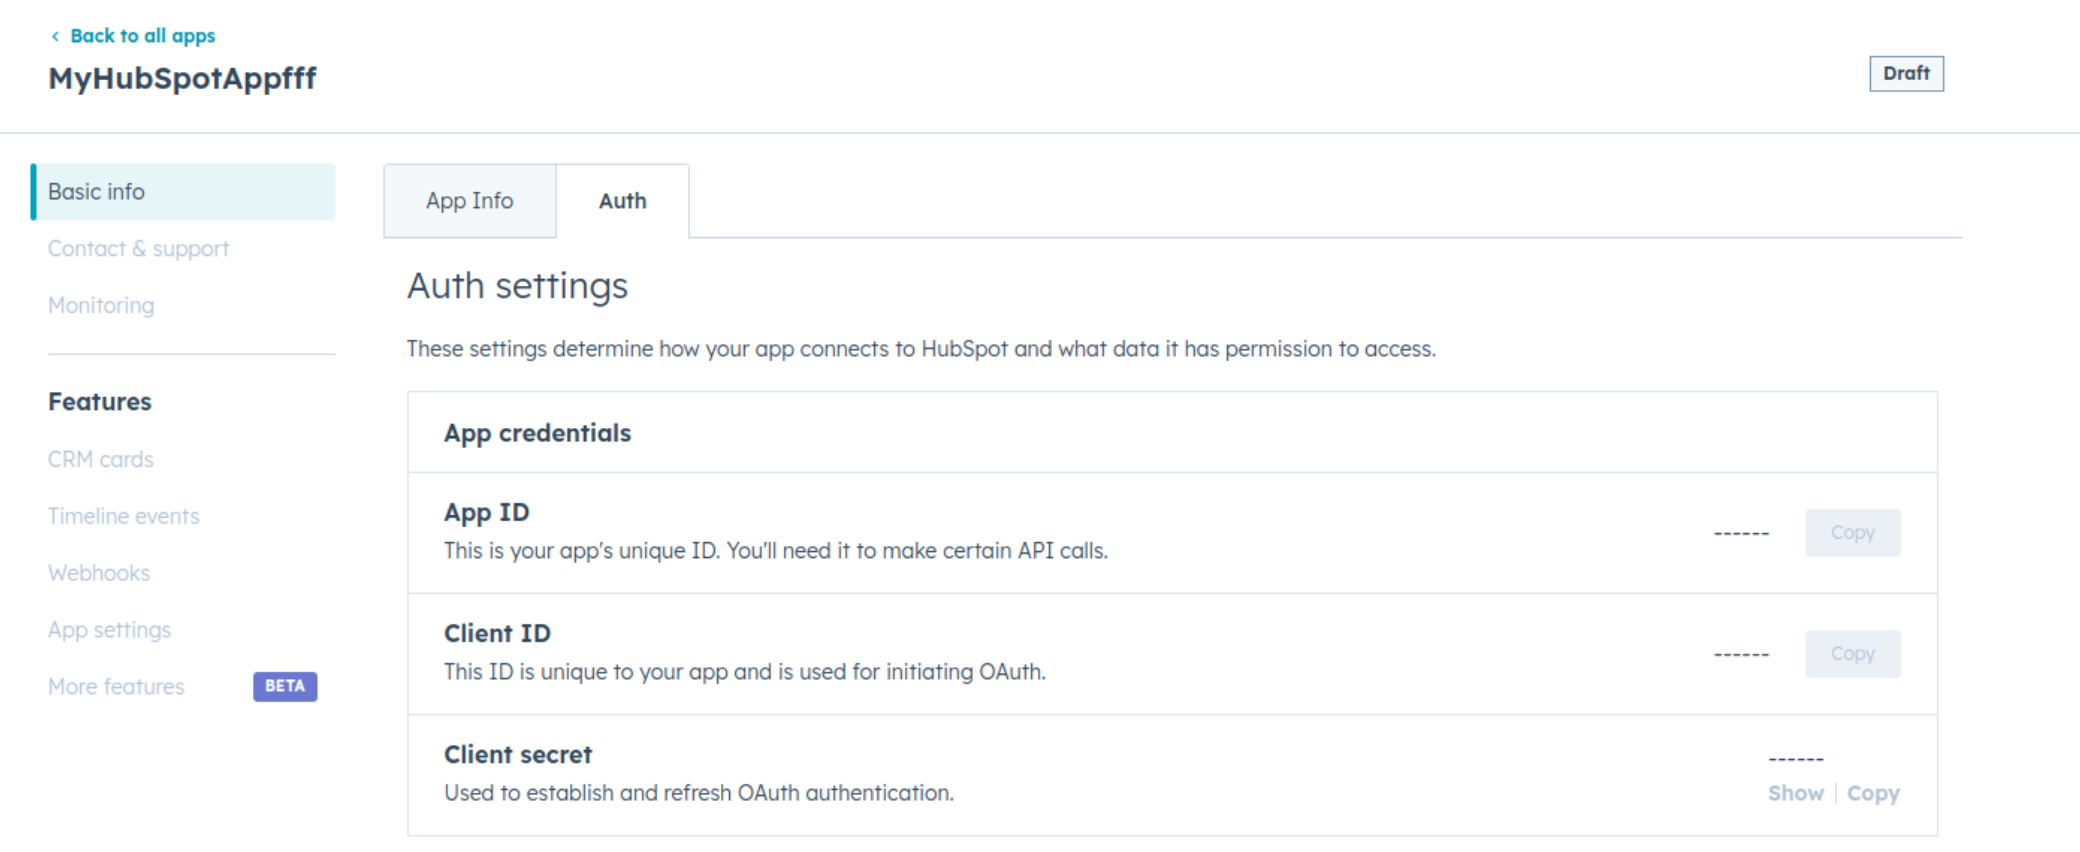 Back to all apps
MyHubSpotAppfff
Draft
Basic info
Contact & support
Monitoring
Features
CRM cards
Timeline events
Webhooks
App settings
More features BETA
App Info
Auth
Auth settings
These settings determine how your app connects to HubSpot and what data it has permission to access.
App credentials
App ID
This is your app's unique ID. You'll need it to make certain API calls.
------ Copy
Client ID
This ID is unique to your app and is used for initiating OAuth.
------ Copy
Client secret
Used to establish and refresh OAuth authentication.
------
Show | Copy